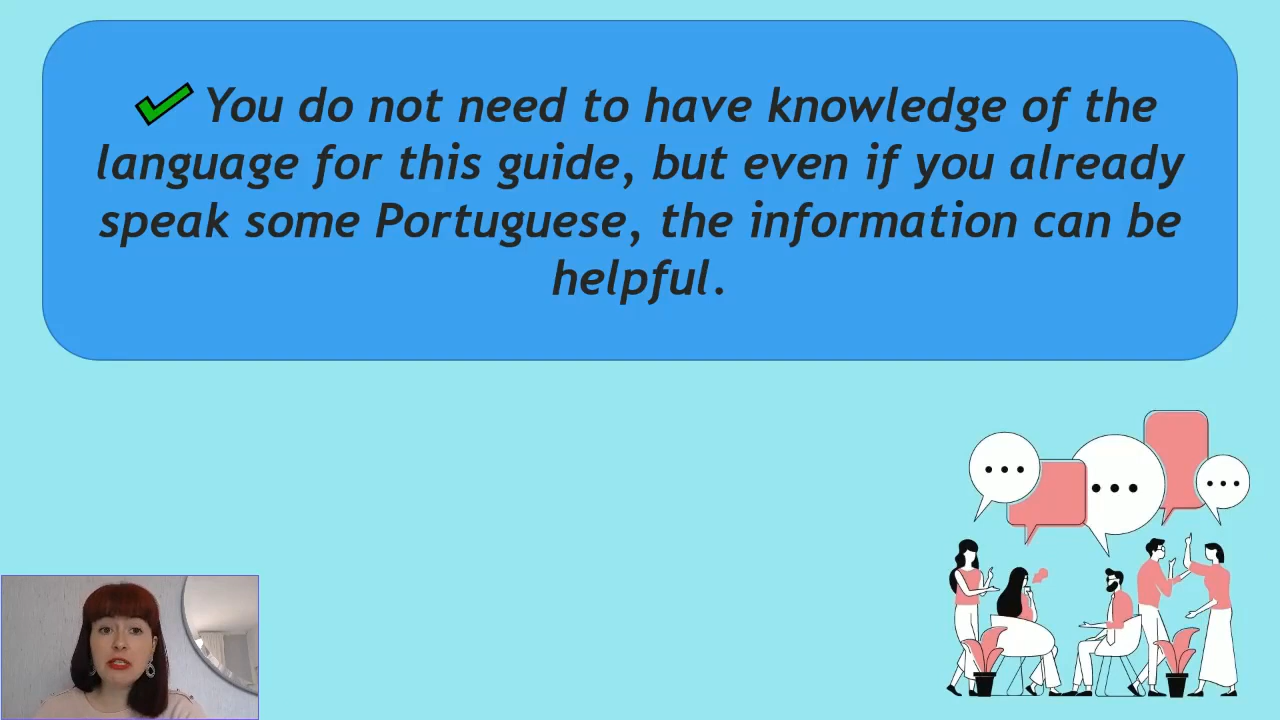 You do not need to have knowledge of the
language for this guide, but even if you already
speak some Portuguese, the information can be
helpful.